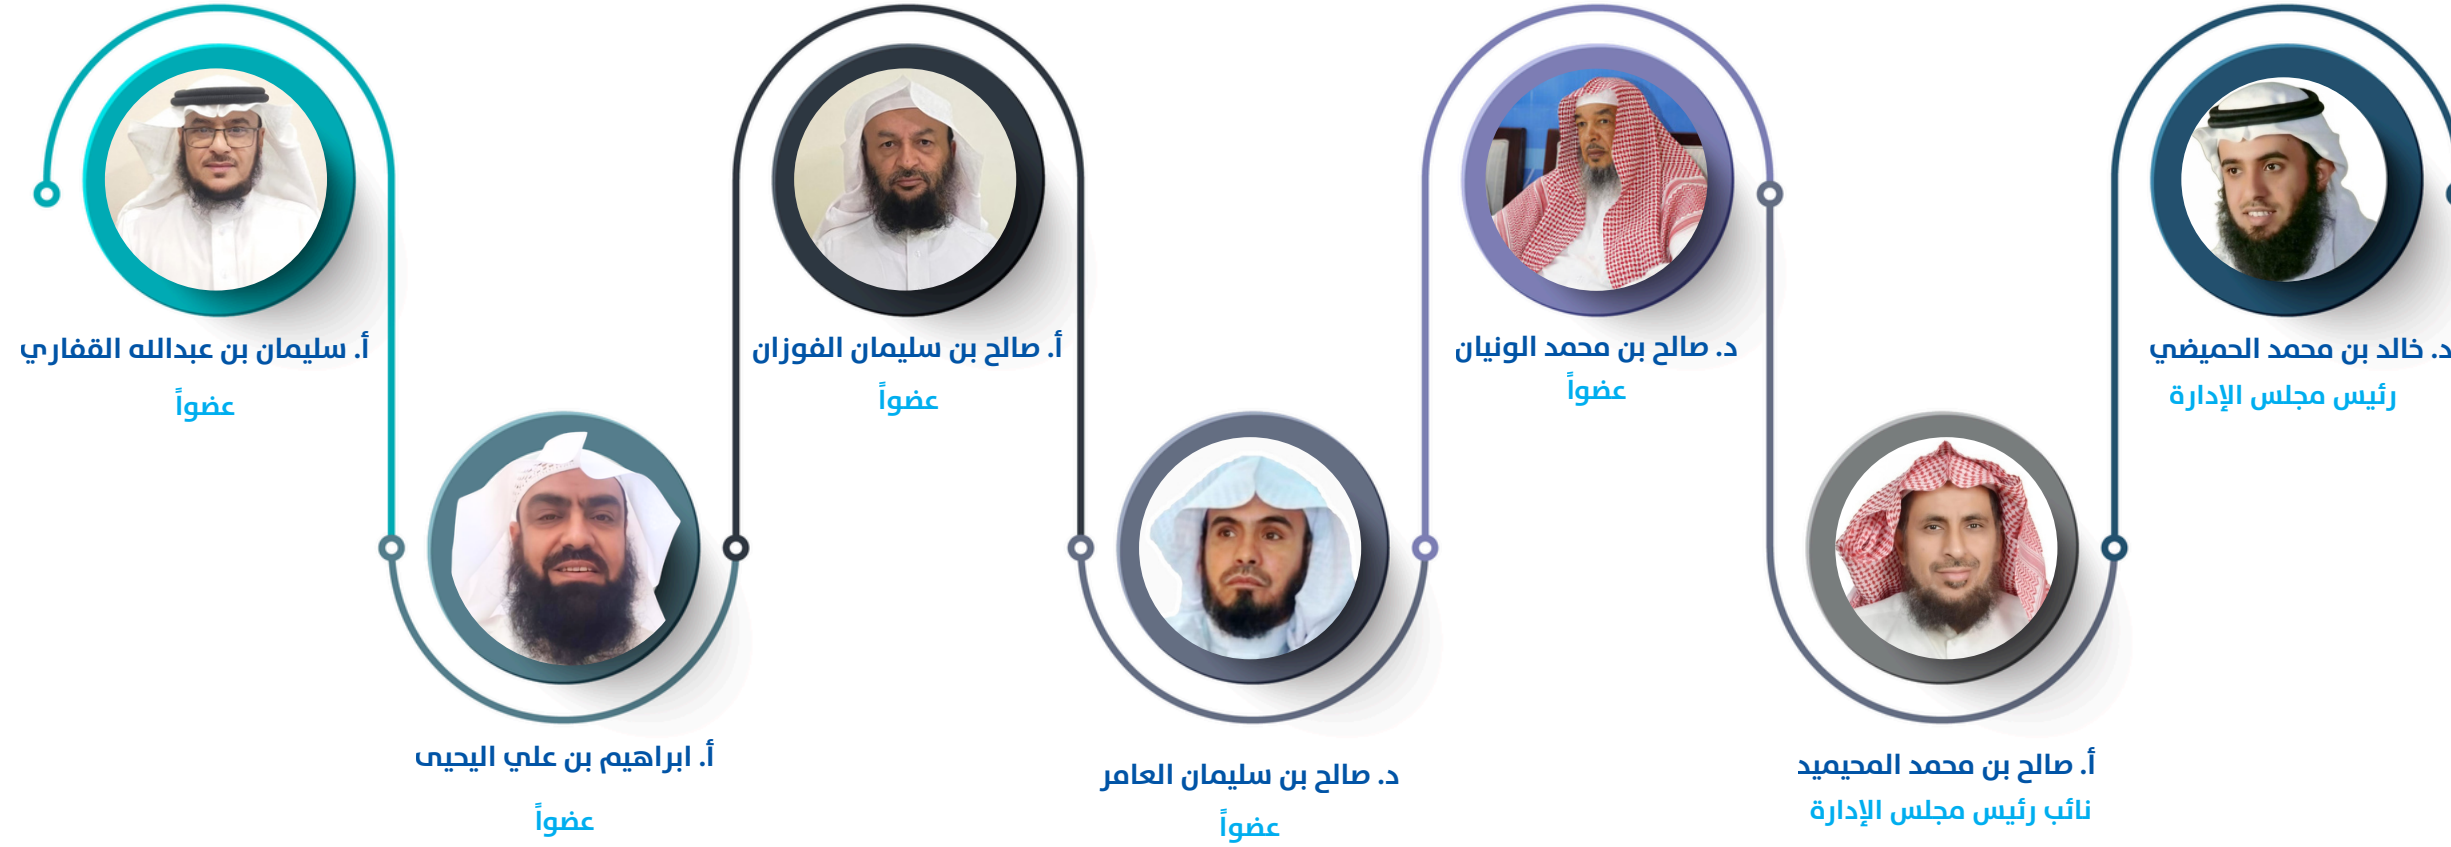 د. خالد بن محمد الحميضي
رئيس مجلس الإدارة
أ. صالح بن محمد المحيميد
نائب رئيس مجلس الإدارة
د. صالح بن محمد الونيان
عضواً
د. صالح بن سليمان العامر
عضواً
أ. صالح بن سليمان الفوزان
عضواً
أ. ابراهيم بن علي اليحيى
عضواً
أ. سليمان بن عبدالله القفاري
عضواً